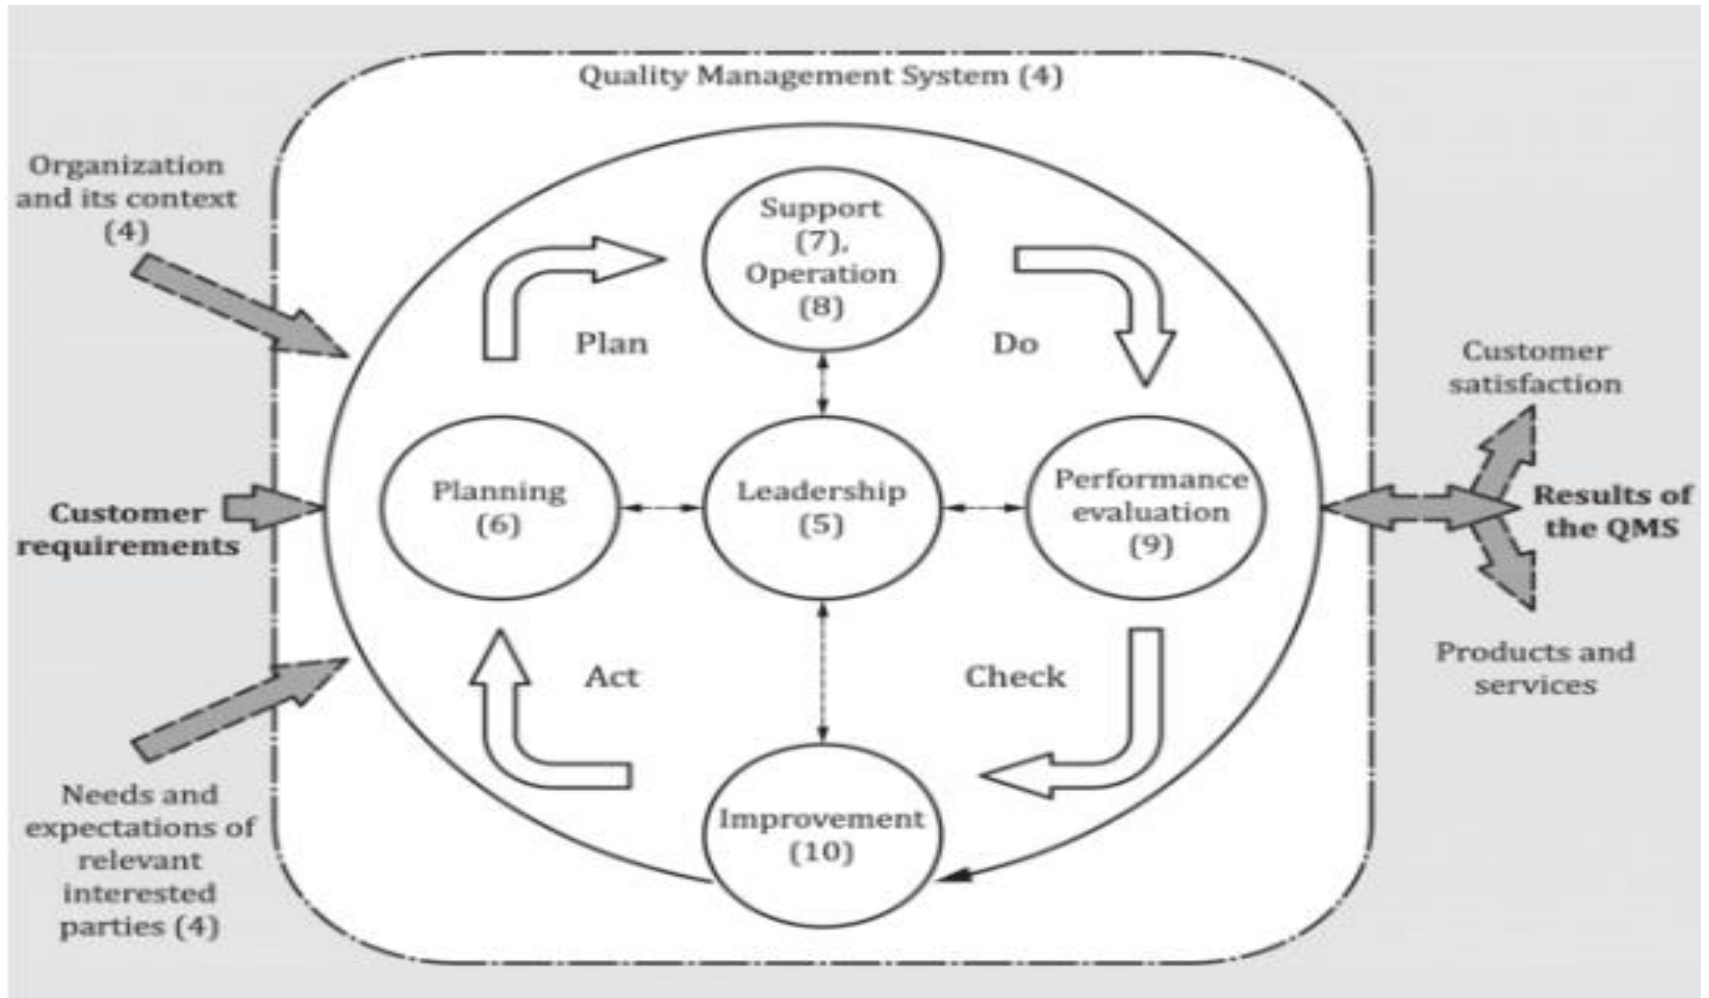 Quality Management System (4)
Organization
and its context
(4)
Support
(7),
Operation
(8)
Plan
Do
Customer
satisfaction
Customer
requirements
Planning
(6)
Leadership
(5)
Performance
evaluation
(9)
Results of
the QMS
Act
Check
Products and
services
Needs and
expectations of
relevant
interested
parties (4)
Improvement
(10)